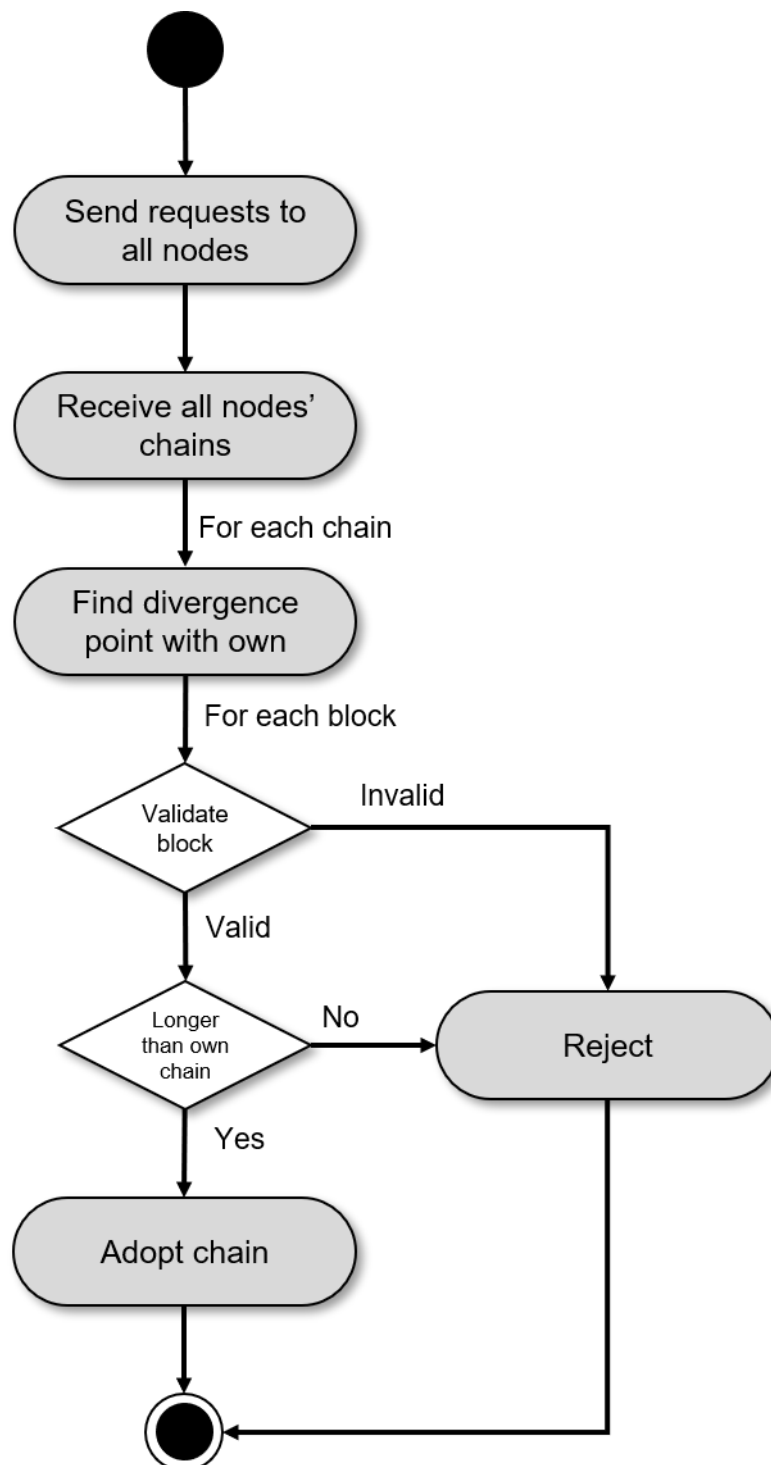 Send requests to
all nodes
Receive all nodes’
chains
For each chain
Find divergence
point with own
For each block
Validate
block
Invalid
Valid
Longer
than own
chain
No
Reject
Yes
Adopt chain